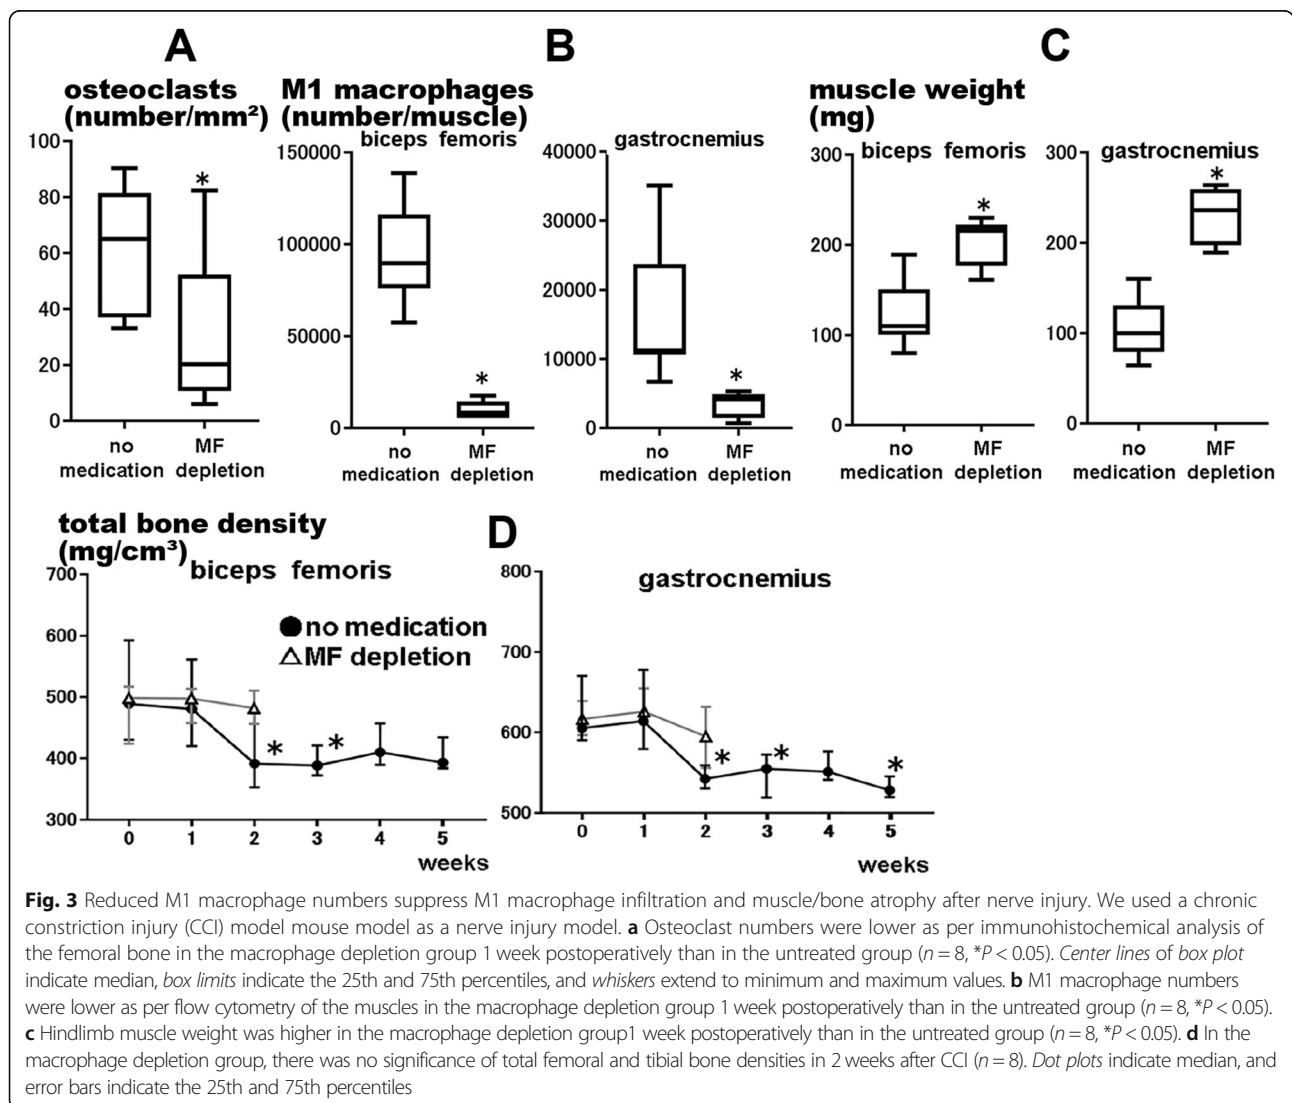 A
B
C
osteoclasts
(number/mm²)
M1 macrophages
(number/muscle)
muscle weight
(mg)
biceps femoris
gastrocnemius
biceps femoris
gastrocnemius
100
80
60
40
20
0
*
no
medication
MF
depletion
150000
100000
50000
0
*
no
medication
MF
depletion
40000
30000
20000
10000
0
*
no
medication
MF
depletion
300
200
100
0
*
no
medication
MF
depletion
300
200
100
0
*
no
medication
MF
depletion
total bone density
(mg/cm³)
D
biceps femoris
700
600
500
400
300
no medication
MF depletion
* *
0 1 2 3 4 5
weeks
gastrocnemius
800
700
600
500
* * *
0 1 2 3 4 5
weeks
Fig. 3 Reduced M1 macrophage numbers suppress M1 macrophage infiltration and muscle/bone atrophy after nerve injury. We used a chronic
constriction injury (CCI) model mouse model as a nerve injury model. a Osteoclast numbers were lower as per immunohistochemical analysis of
the femoral bone in the macrophage depletion group 1 week postoperatively than in the untreated group (n = 8, *P < 0.05). Center lines of box plot
indicate median, box limits indicate the 25th and 75th percentiles, and whiskers extend to minimum and maximum values. b M1 macrophage numbers
were lower as per flow cytometry of the muscles in the macrophage depletion group 1 week postoperatively than in the untreated group (n = 8, *P < 0.05).
c Hindlimb muscle weight was higher in the macrophage depletion group1 week postoperatively than in the untreated group (n = 8, *P < 0.05). d In the
macrophage depletion group, there was no significance of total femoral and tibial bone densities in 2 weeks after CCI (n = 8). Dot plots indicate median, and
error bars indicate the 25th and 75th percentiles